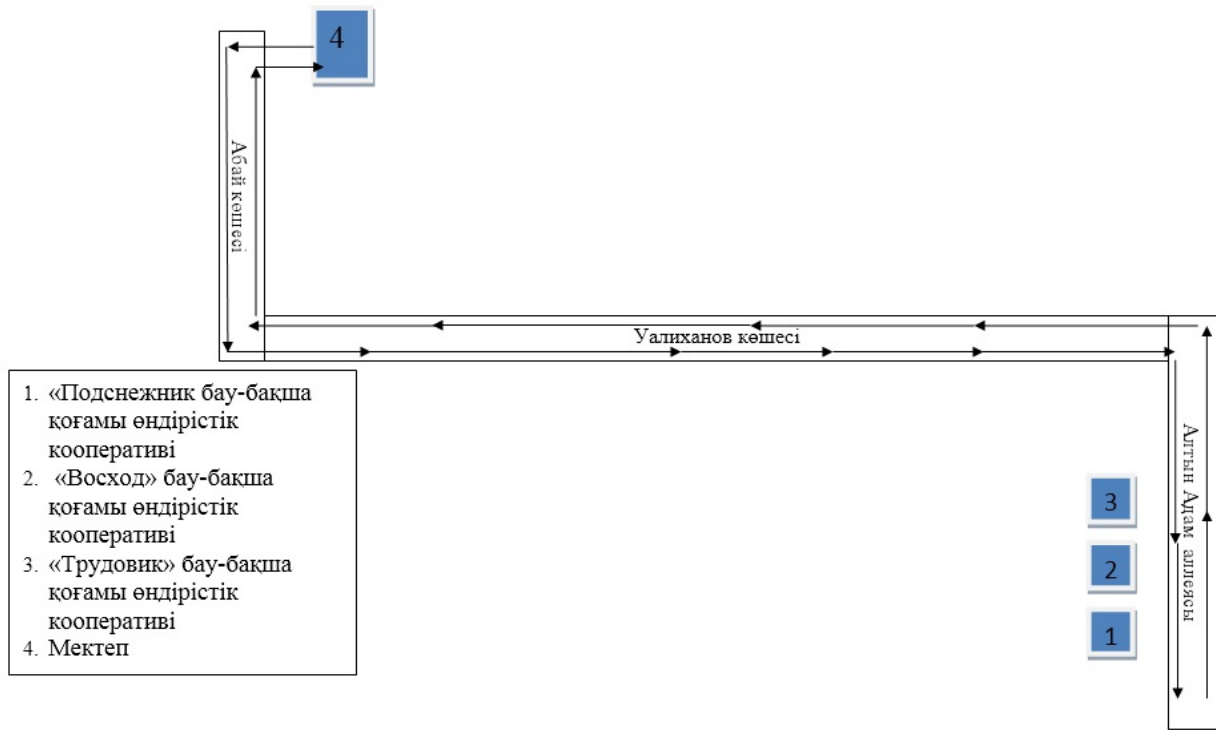 4
Абай көшесі
Уалиханов көшесі
1. «Подснежник бау-бақша
қоғамы өндірістік
кооперативі
2. «Восход» бау-бақша
қоғамы өндірістік
кооперативі
3. «Трудовик» бау-бақша
қоғамы өндірістік
кооперативі
4. Мектеп
3
2
1
Алтын Адам аллеясы